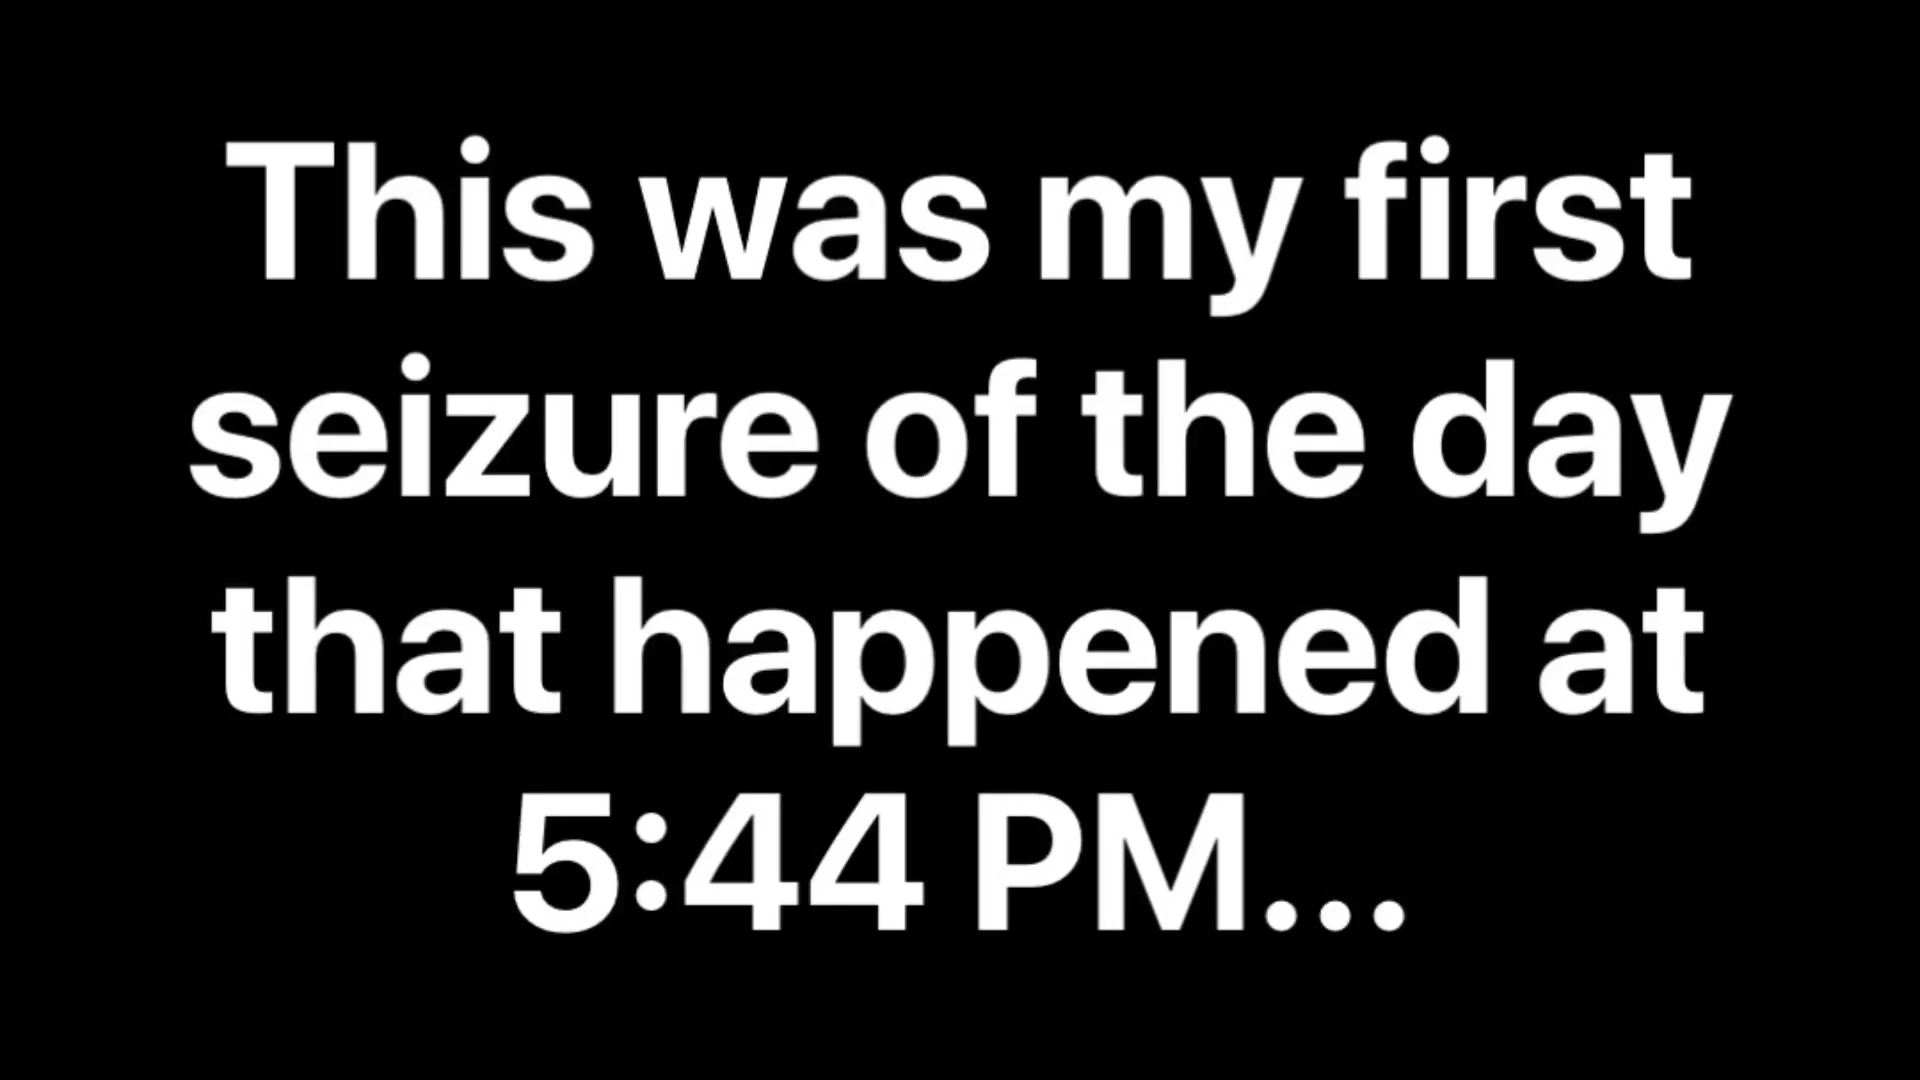 This was my first
seizure of the day
that happened at
5:44 PM...